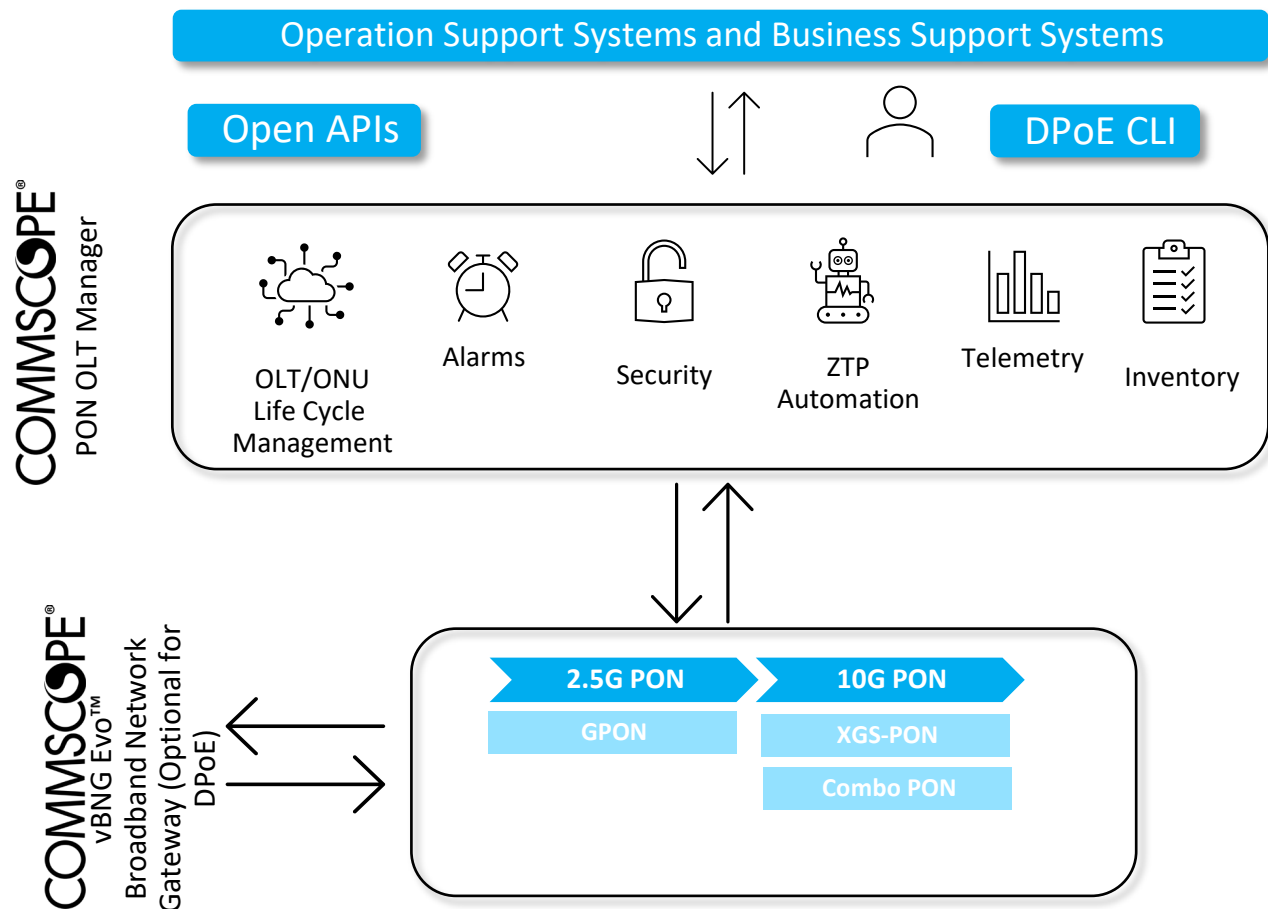 Operation Support Systems and Business Support Systems
Open APIs
DPoE CLI
COMMSCOPE®
PON OLT Manager
OLT/ONU
Life Cycle
Management
Alarms
Security
ZTP
Automation
Telemetry
Inventory
COMMSCOPE®
vBNG Evo™
Broadband Network
Gateway (Optional for
DPoE)
2.5G PON
10G PON
GPON
XGS-PON
Combo PON